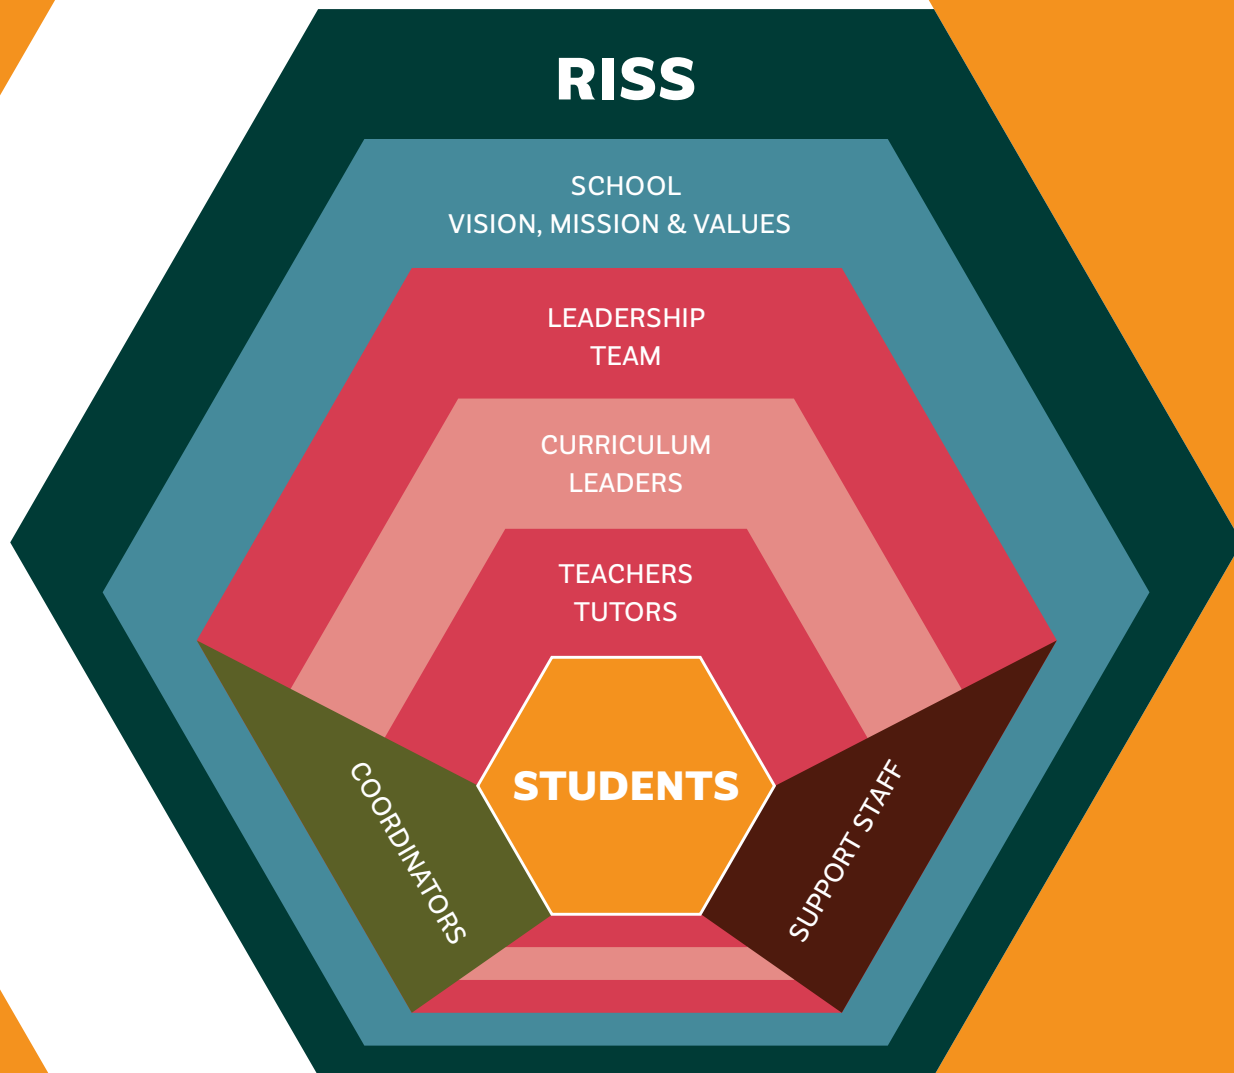 RISS
SCHOOL
VISION, MISSION & VALUES
LEADERSHIP
TEAM
CURRICULUM
LEADERS
TEACHERS
TUTORS
STUDENTS
COORDINATORS
SUPPORT STAFF